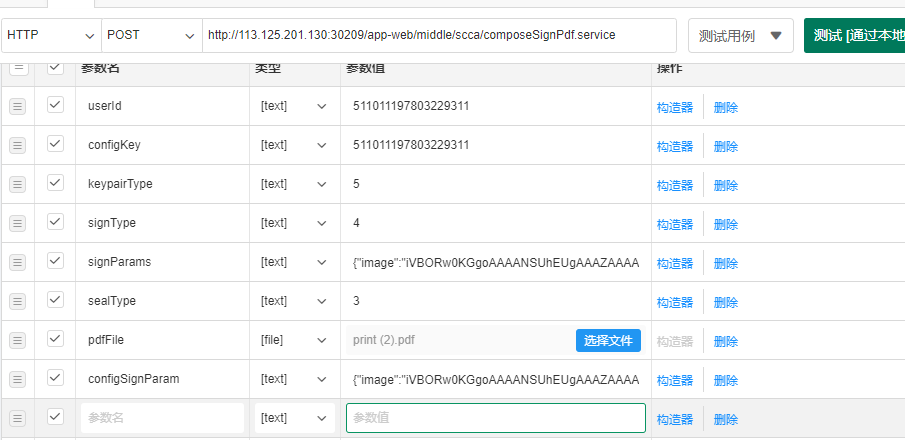 HTTP POST http://113.125.201.130:30209/app-web/middle/scca/composeSignPdf.service 测试用例 测试 [通过本地
参数名 类型 参数值 操作
userId [text] 511011197803229311 构造器 删除
configKey [text] 511011197803229311 构造器 删除
keypairType [text] 5 构造器 删除
signType [text] 4 构造器 删除
signParams [text] {"image":"iVBORw0KGgoAAAANSUhEUgAAAZAAAA 构造器 删除
sealType [text] 3 构造器 删除
pdfFile [file] print (2).pdf 选择文件 构造器 删除
configSignParam [text] {"image":"iVBORw0KGgoAAAANSUhEUgAAAZAAAA 构造器 删除
参数名 [text] 参数值 构造器 删除